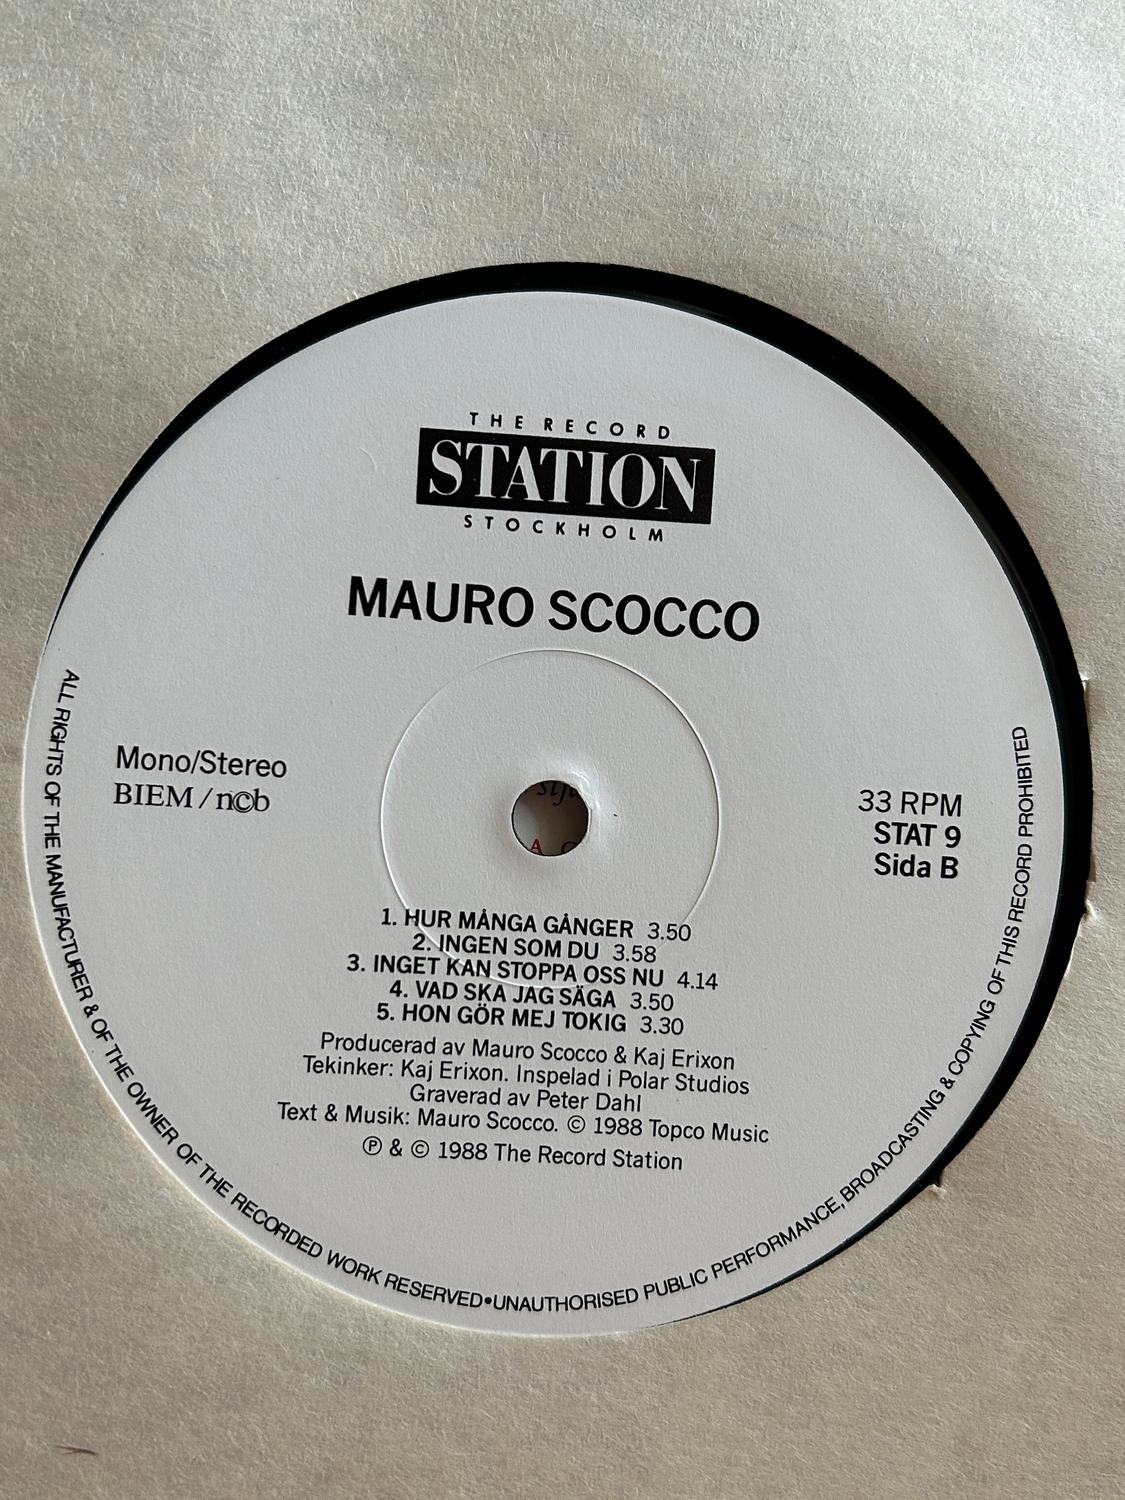 THE RECORD
STATION
STOCKHOLM
MAURO SCOCCO
Mono/Stereo
BIEM / n©b
33 RPM
STAT 9
Sida B
1. HUR MÅNGA GÅNGER 3.50
2. INGEN SOM DU 3.58
3. INGET KAN STOPPA OSS NU 4.14
4. VAD SKA JAG SÄGA 3.50
5. HON GÖR MEJ TOKIG 3.30
Producerad av Mauro Scocco & Kaj Erixon
Tekinker: Kaj Erixon. Inspelad i Polar Studios
Graverad av Peter Dahl
Text & Musik: Mauro Scocco. © 1988 Topco Music
℗ & © 1988 The Record Station
ALL RIGHTS OF THE MANUFACTURER & OF THE OWNER OF THE RECORDED WORK RESERVED•UNAUTHORISED PUBLIC PERFORMANCE, BROADCASTING & COPYING OF THIS RECORD PROHIBITED